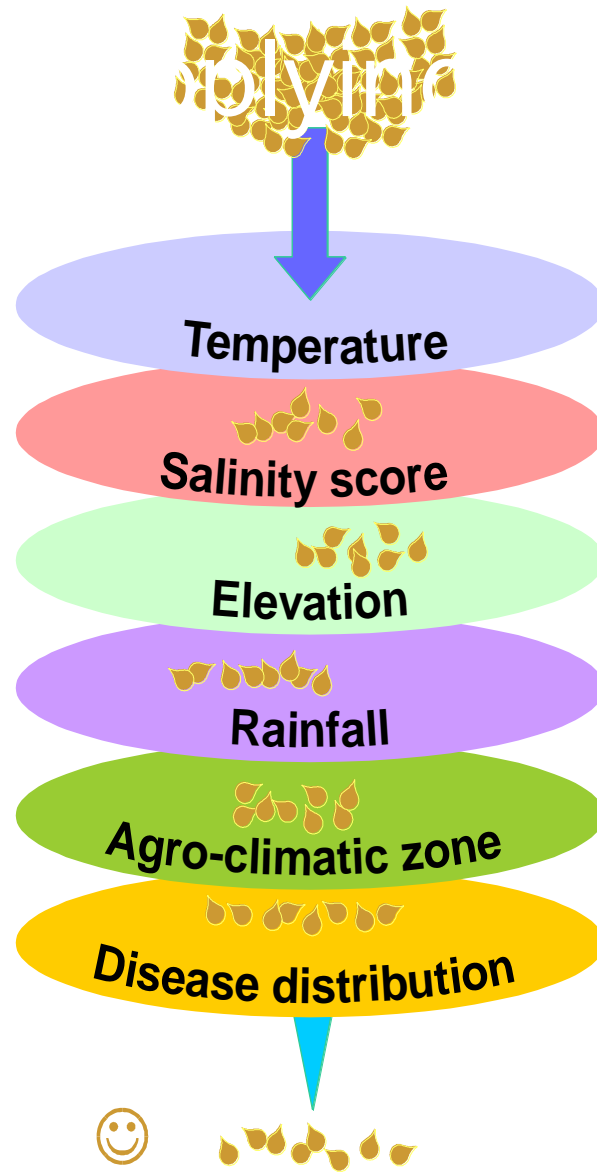 Temperature
Salinity score
Elevation
Rainfall
Agro-climatic zone
Disease distribution